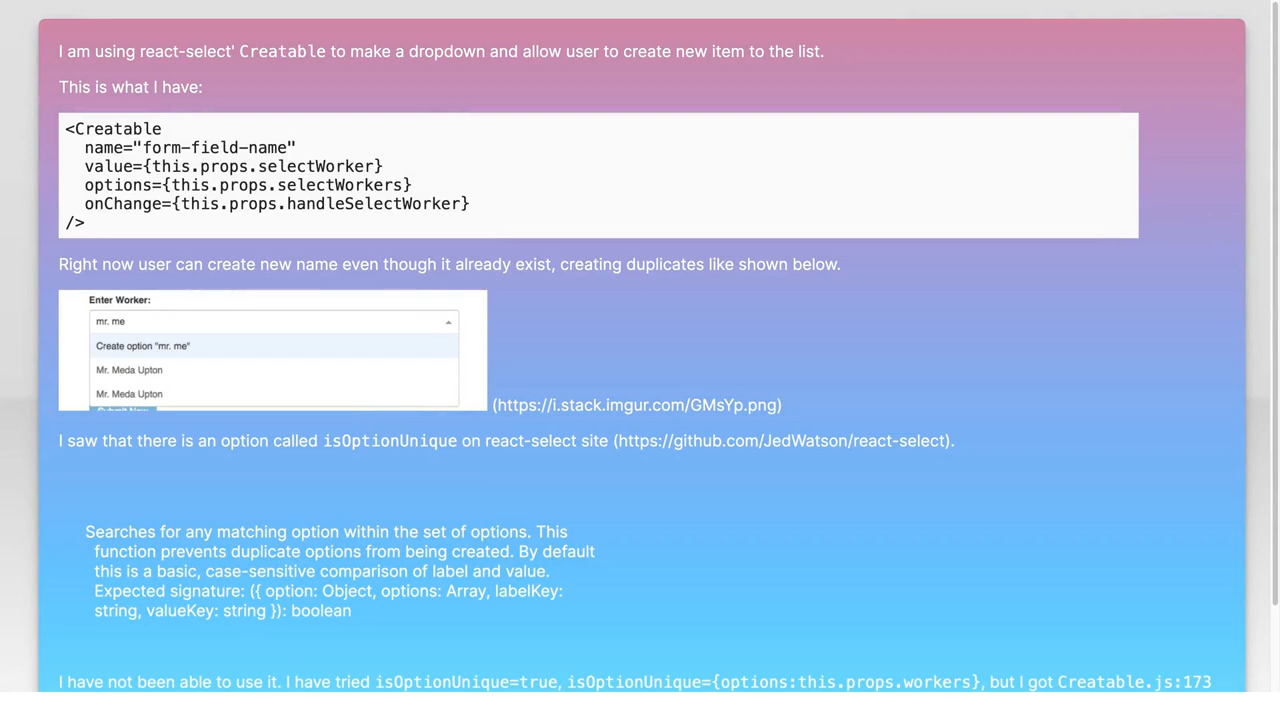 I am using react-select' Creatable to make a dropdown and allow user to create new item to the list.
This is what I have:
<Creatable
name="form-field-name"
value={this.props.selectWorker}
options={this.props.selectWorkers}
onChange={this.props.handleSelectWorker}
/>
Right now user can create new name even though it already exist, creating duplicates like shown below.
Enter Worker:
mr. me
Create option "mr. me"
Mr. Meda Upton
Mr. Meda Upton
Submit New
(https://i.stack.imgur.com/GMsYp.png)
I saw that there is an option called isOptionUnique on react-select site (https://github.com/JedWatson/react-select).
Searches for any matching option within the set of options. This
function prevents duplicate options from being created. By default
this is a basic, case-sensitive comparison of label and value.
Expected signature: ({ option: Object, options: Array, labelKey:
string, valueKey: string }): boolean
I have not been able to use it. I have tried isOptionUnique=true, isOptionUnique={options:this.props.workers}, but I got Creatable.js:173